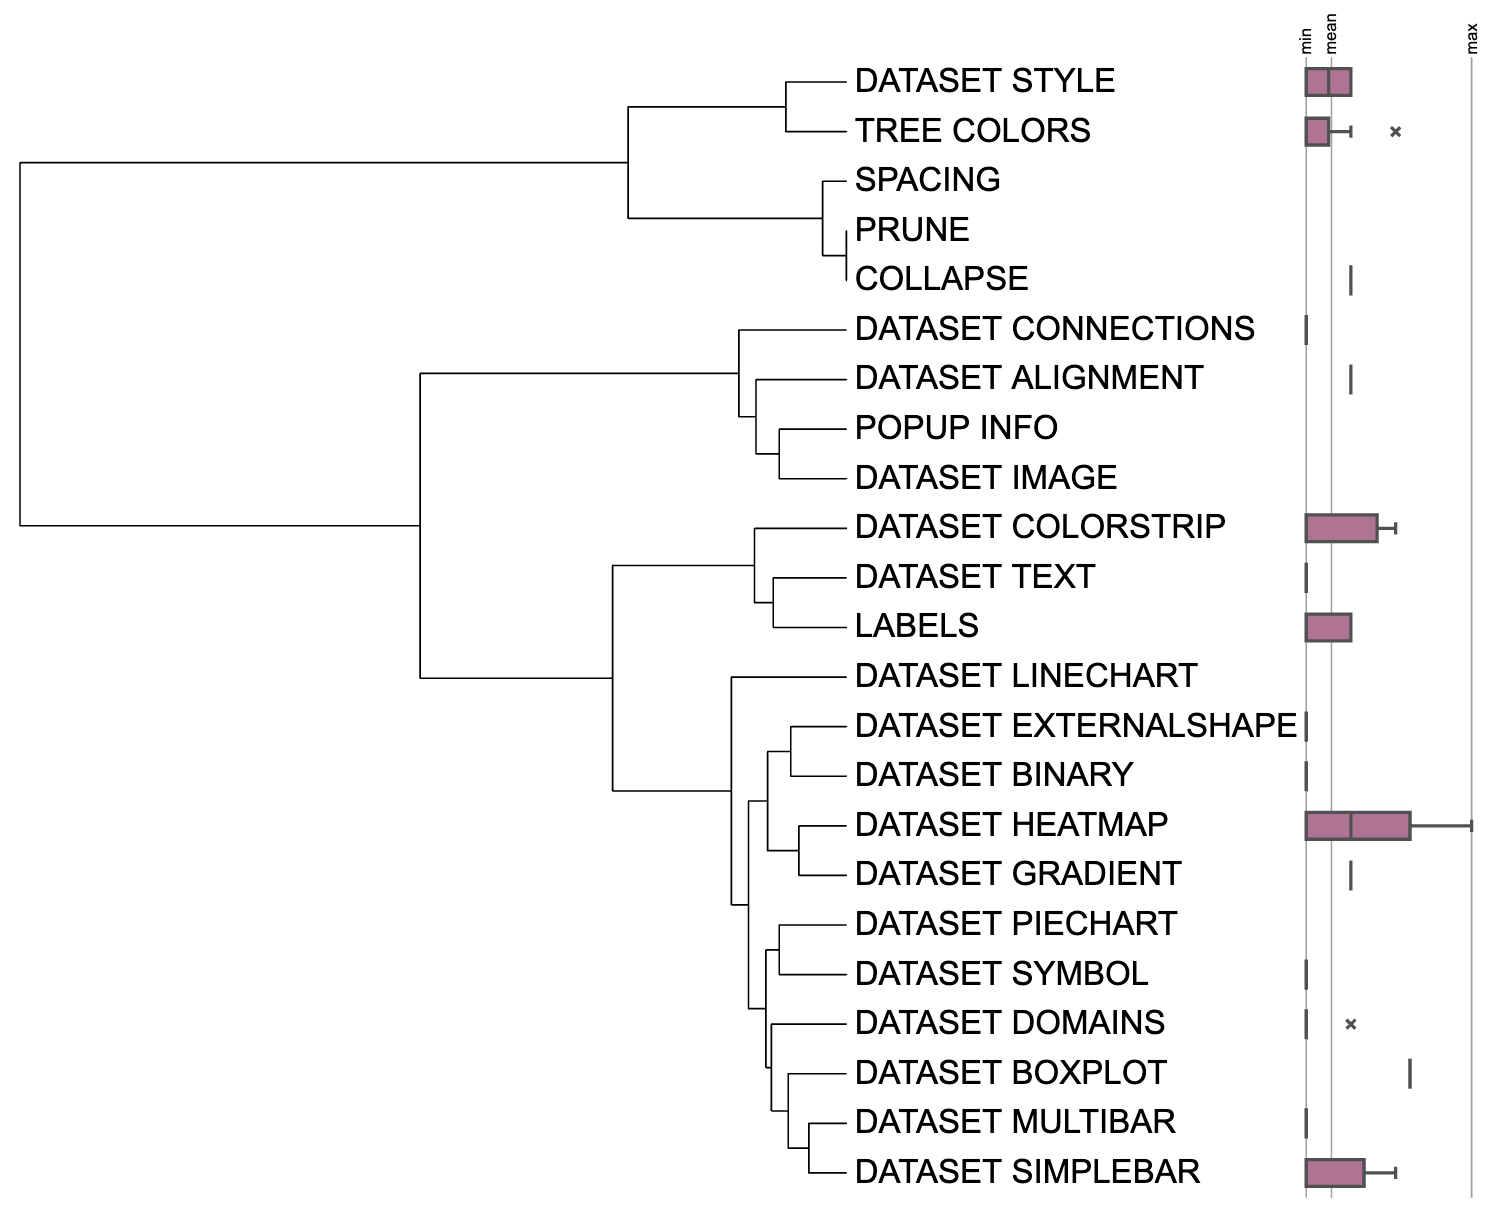 min
mean
max
DATASET STYLE
TREE COLORS
SPACING
PRUNE
COLLAPSE
DATASET CONNECTIONS
DATASET ALIGNMENT
POPUP INFO
DATASET IMAGE
DATASET COLORSTRIP
DATASET TEXT
LABELS
DATASET LINECHART
DATASET EXTERNALSHAPE
DATASET BINARY
DATASET HEATMAP
DATASET GRADIENT
DATASET PIECHART
DATASET SYMBOL
DATASET DOMAINS
DATASET BOXPLOT
DATASET MULTIBAR
DATASET SIMPLEBAR